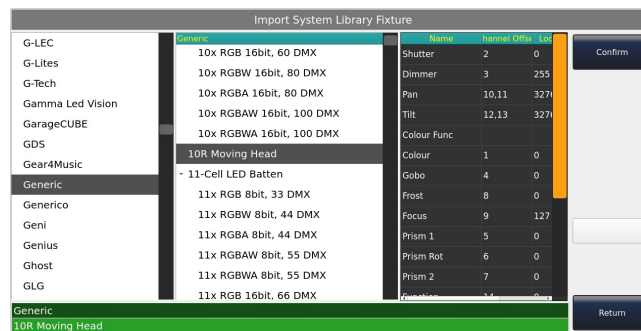 Import System Library Fixture
G-LEC
G-Lites
G-Tech
Gamma Led Vision
GarageCUBE
GDS
Gear4Music
Generic
Generico
Geni
Genius
Ghost
GLG
Generic
10x RGB 16bit, 60 DMX
10x RGBW 16bit, 80 DMX
10x RGBA 16bit, 80 DMX
10x RGBAW 16bit, 100 DMX
10x RGBWA 16bit, 100 DMX
10R Moving Head
- 11-Cell LED Batten
11x RGB 8bit, 33 DMX
11x RGBW 8bit, 44 DMX
11x RGBA 8bit, 44 DMX
11x RGBAW 8bit, 55 DMX
11x RGBWA 8bit, 55 DMX
11x RGB 16bit, 66 DMX
Name hannel Offse Loc
Shutter 2 0
Dimmer 3 255
Pan 10,11 3276
Tilt 12,13 3276
Colour Func
Colour 1 0
Gobo 4 0
Frost 8 0
Focus 9 127
Prism 1 5 0
Prism Rot 6 0
Prism 2 7 0
Confirm
Return
Generic
10R Moving Head